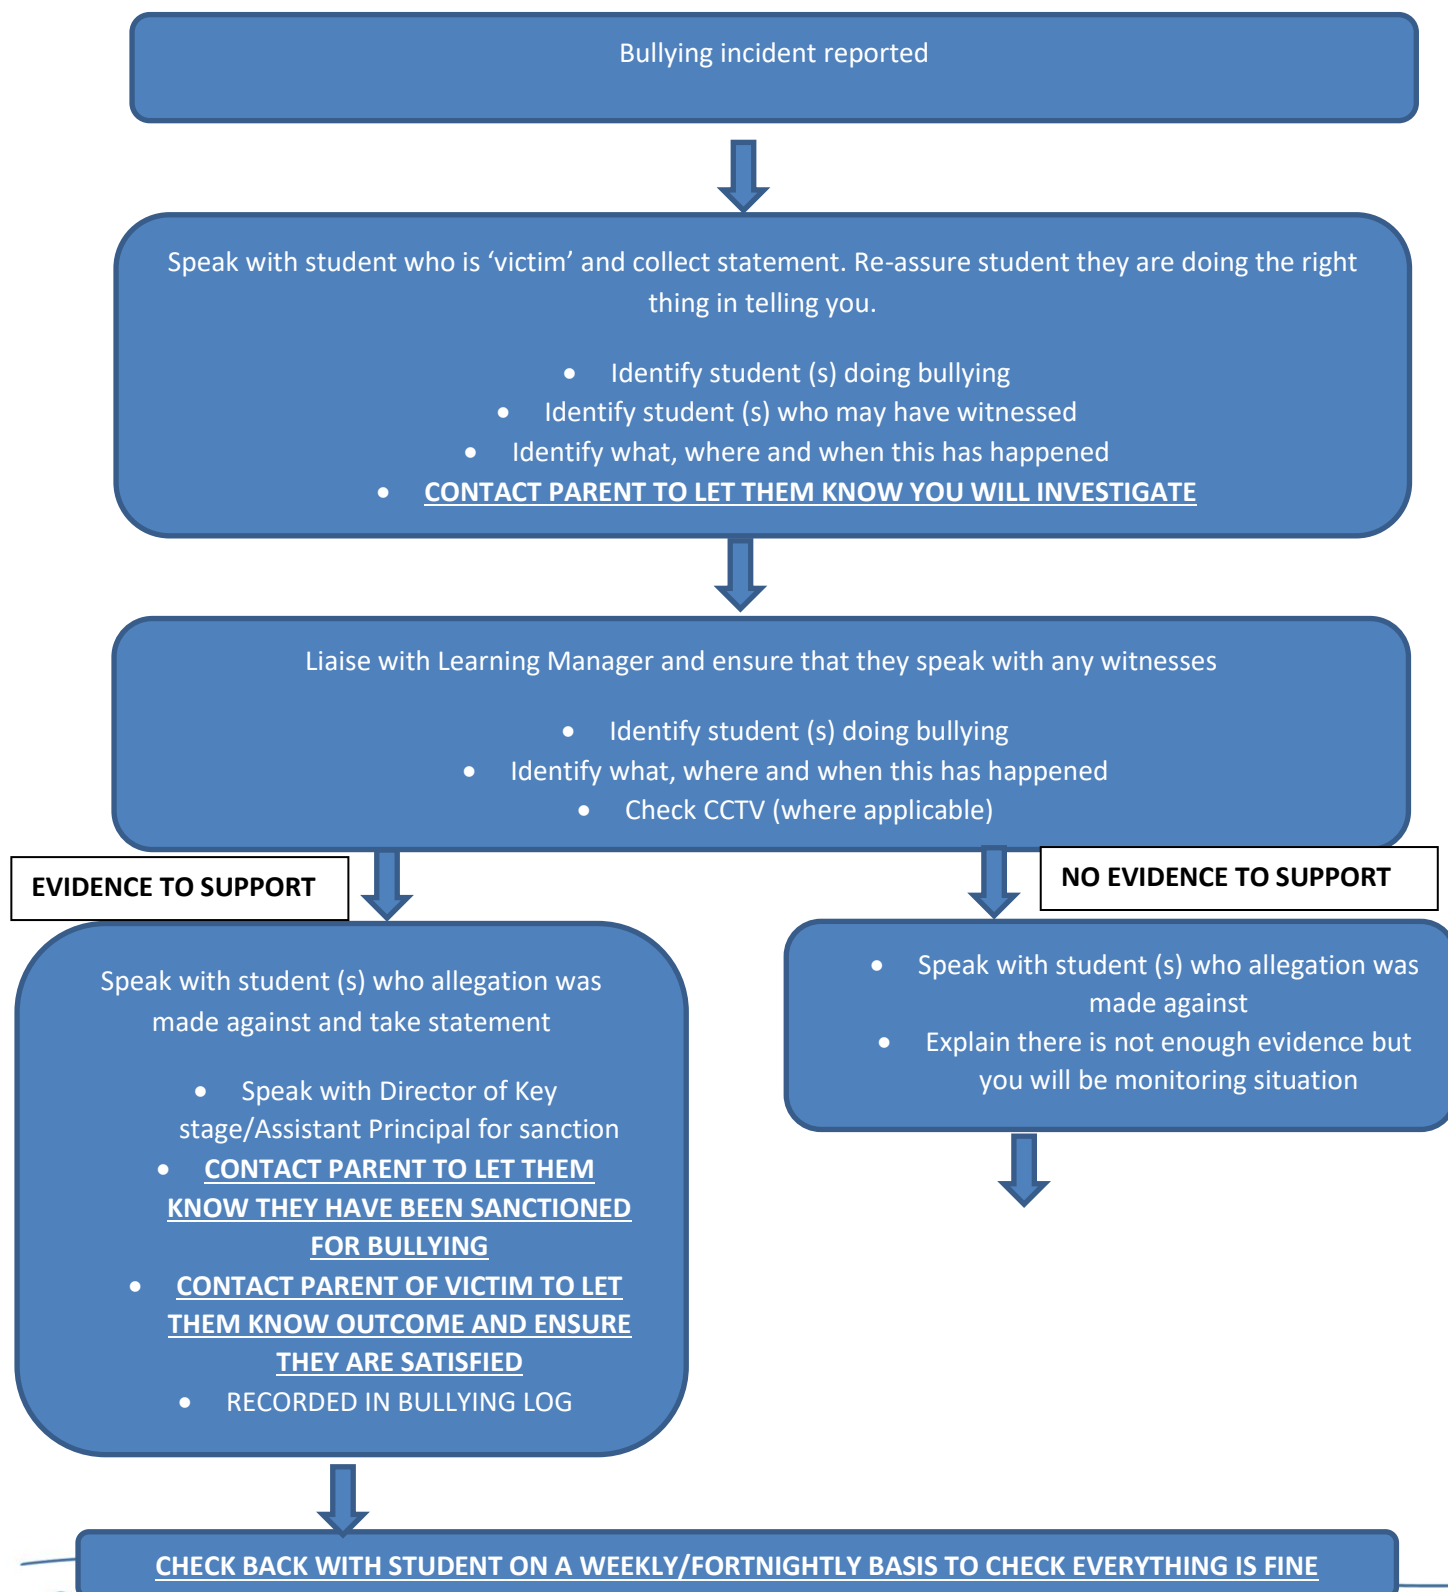 Bullying incident reported
Speak with student who is ‘victim’ and collect statement. Re-assure student they are doing the right
thing in telling you.
• Identify student (s) doing bullying
• Identify student (s) who may have witnessed
• Identify what, where and when this has happened
• CONTACT PARENT TO LET THEM KNOW YOU WILL INVESTIGATE
Liaise with Learning Manager and ensure that they speak with any witnesses
• Identify student (s) doing bullying
• Identify what, where and when this has happened
• Check CCTV (where applicable)
EVIDENCE TO SUPPORT
Speak with student (s) who allegation was
made against and take statement
• Speak with Director of Key
stage/Assistant Principal for sanction
• CONTACT PARENT TO LET THEM
KNOW THEY HAVE BEEN SANCTIONED
FOR BULLYING
• CONTACT PARENT OF VICTIM TO LET
THEM KNOW OUTCOME AND ENSURE
THEY ARE SATISFIED
• RECORDED IN BULLYING LOG
NO EVIDENCE TO SUPPORT
• Speak with student (s) who allegation was
made against
• Explain there is not enough evidence but
you will be monitoring situation
CHECK BACK WITH STUDENT ON A WEEKLY/FORTNIGHTLY BASIS TO CHECK EVERYTHING IS FINE